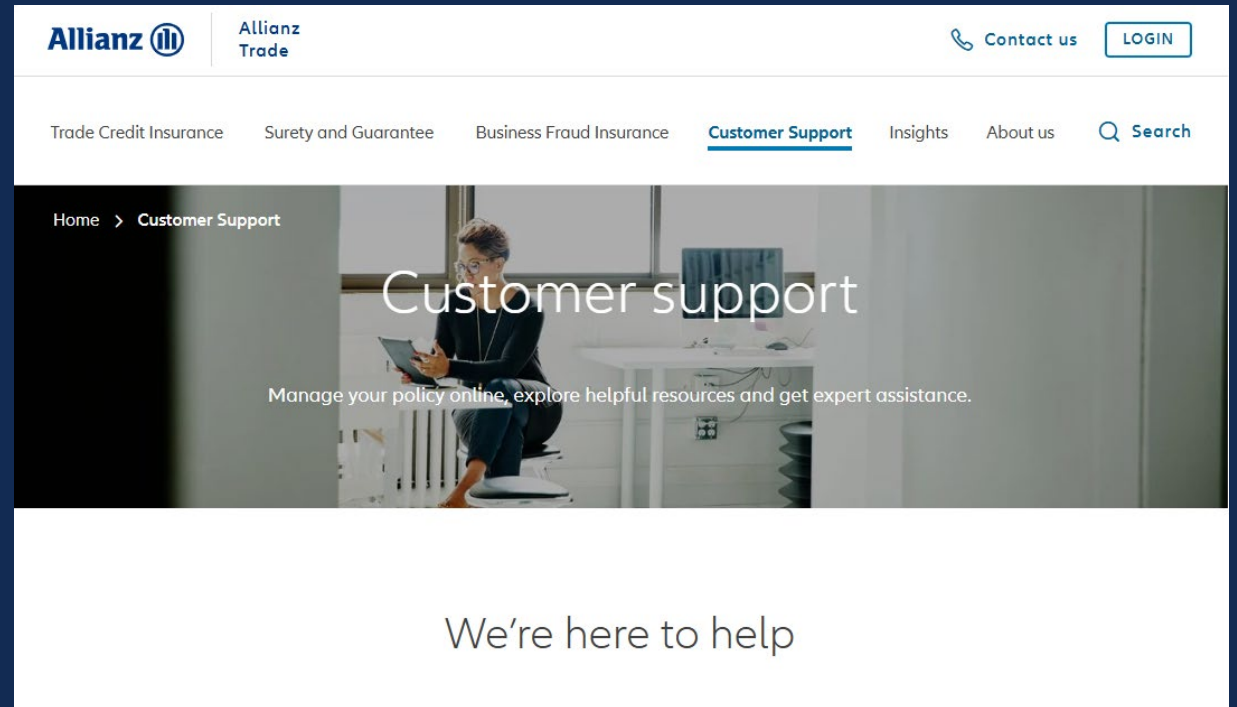 Allianz
Allianz
Trade
Contact us
LOGIN
Trade Credit Insurance
Surety and Guarantee
Business Fraud Insurance
Customer Support
Insights
About us
Search
Home > Customer Support
Customer support
Manage your policy online, explore helpful resources and get expert assistance.
We're here to help